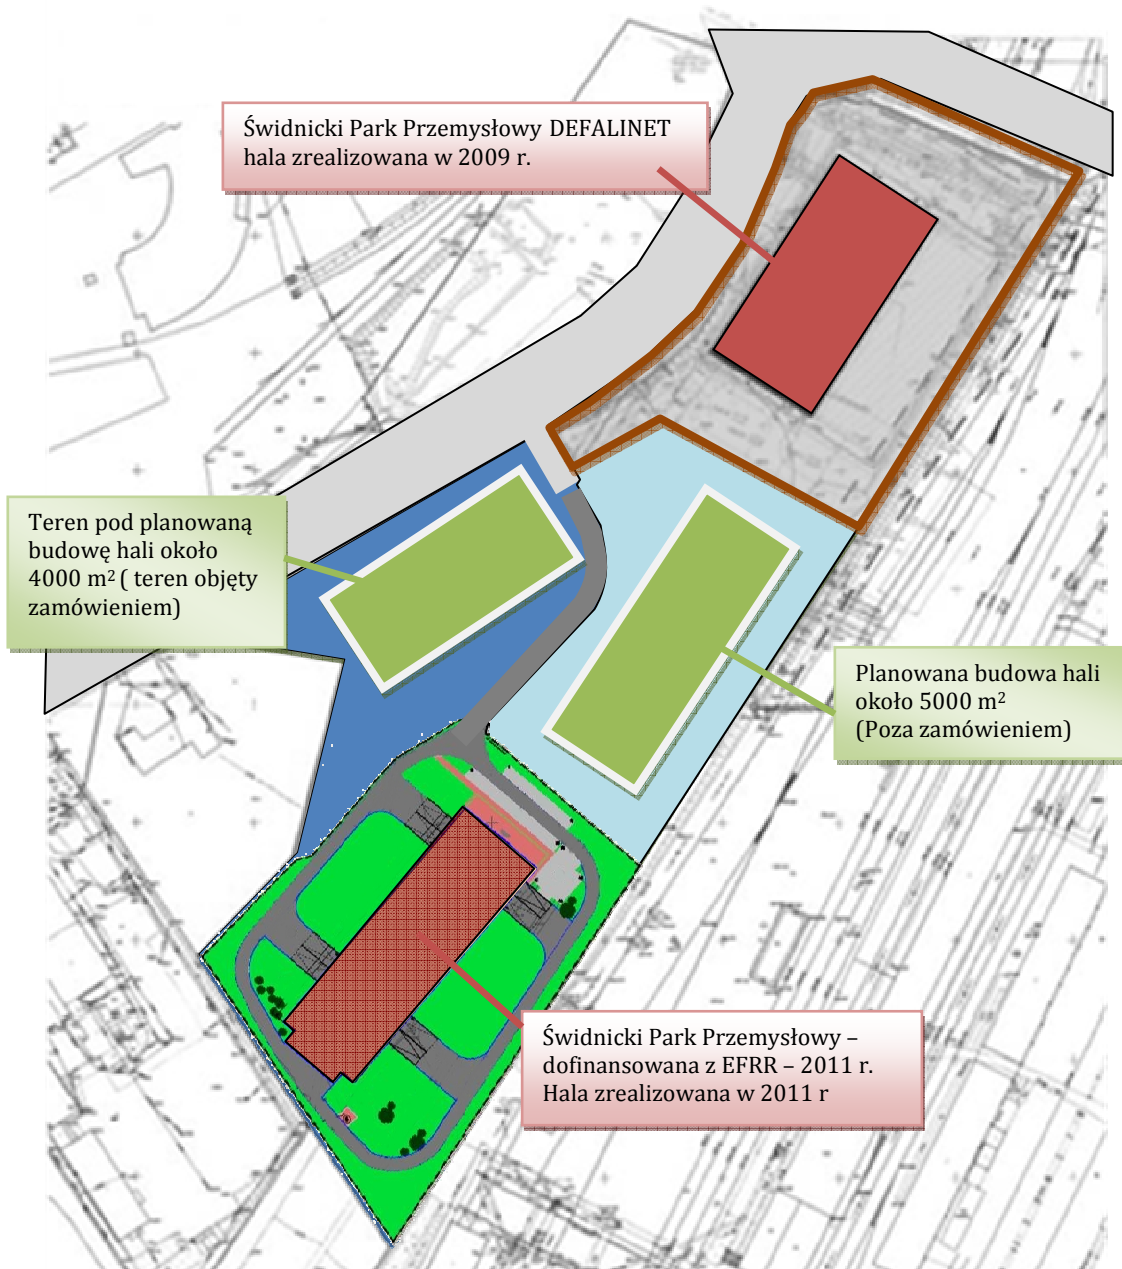 Świdnicki Park Przemysłowy DEFALINET
hala zrealizowana w 2009 r.
Teren pod planowaną
budowę hali około
4000 m² ( teren objęty
zamówieniem)
Planowana budowa hali
około 5000 m²
(Poza zamówieniem)
Świdnicki Park Przemysłowy –
dofinansowana z EFRR – 2011 r.
Hala zrealizowana w 2011 r